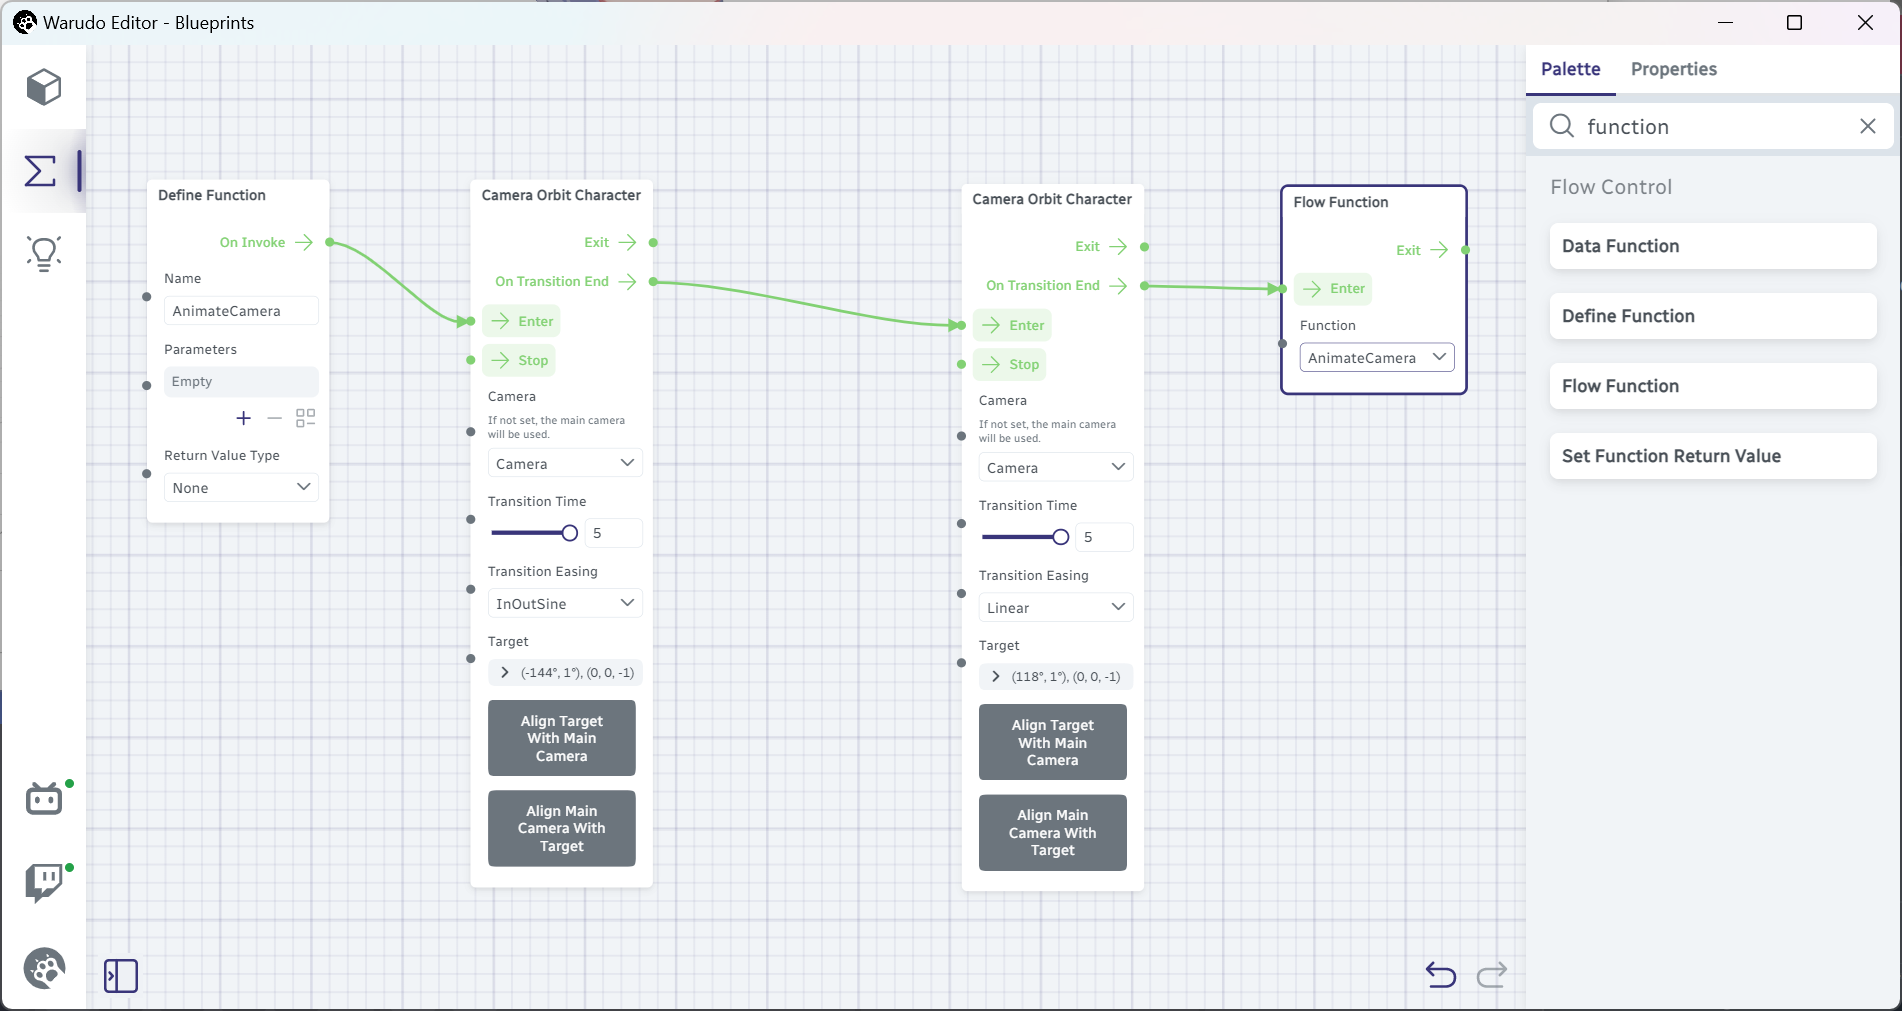 Warudo Editor - Blueprints
Define Function
On Invoke
Name
AnimateCamera
Parameters
Empty
Return Value Type
None
Camera Orbit Character
Exit
On Transition End
Enter
Stop
Camera
If not set, the main camera
will be used.
Camera
Transition Time
5
Transition Easing
InOutSine
Target
(-144°, 1°), (0, 0, -1)
Align Target
With Main
Camera
Align Main
Camera With
Target
Camera Orbit Character
Exit
On Transition End
Enter
Stop
Camera
If not set, the main camera
will be used.
Camera
Transition Time
5
Transition Easing
Linear
Target
(118°, 1°), (0, 0, -1)
Align Target
With Main
Camera
Align Main
Camera With
Target
Flow Function
Exit
Enter
Function
AnimateCamera
Palette Properties
function
Flow Control
Data Function
Define Function
Flow Function
Set Function Return Value